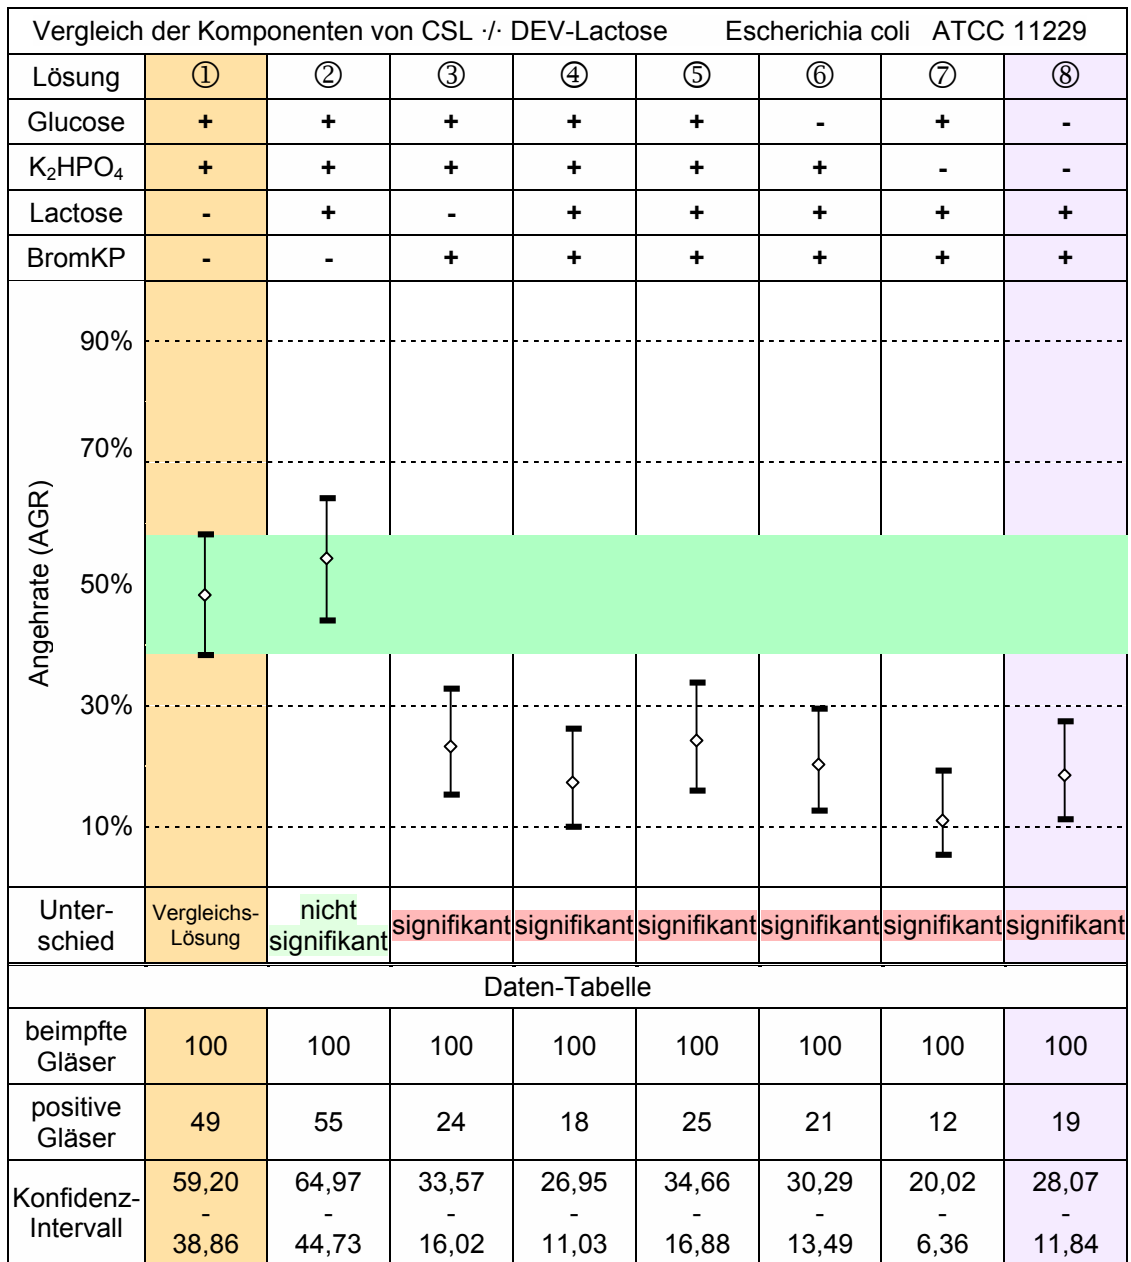 Vergleich der Komponenten von CSL ·/· DEV-Lactose Escherichia coli ATCC 11229
Lösung ① ② ③ ④ ⑤ ⑥ ⑦ ⑧
Glucose + + + + + - + -
K₂HPO₄ + + + + + + - -
Lactose - + - + + + + +
BromKP - - + + + + + +
Angehrate (AGR)
90%
70%
50%
30%
10%
Unter-
schied
Vergleichs-
Lösung
nicht
signifikant
signifikant signifikant signifikant signifikant signifikant signifikant
Daten-Tabelle
beimpfte
Gläser
100 100 100 100 100 100 100 100
positive
Gläser
49 55 24 18 25 21 12 19
Konfidenz-
Intervall
59,20 64,97 33,57 26,95 34,66 30,29 20,02 28,07
- - - - - - - -
38,86 44,73 16,02 11,03 16,88 13,49 6,36 11,84